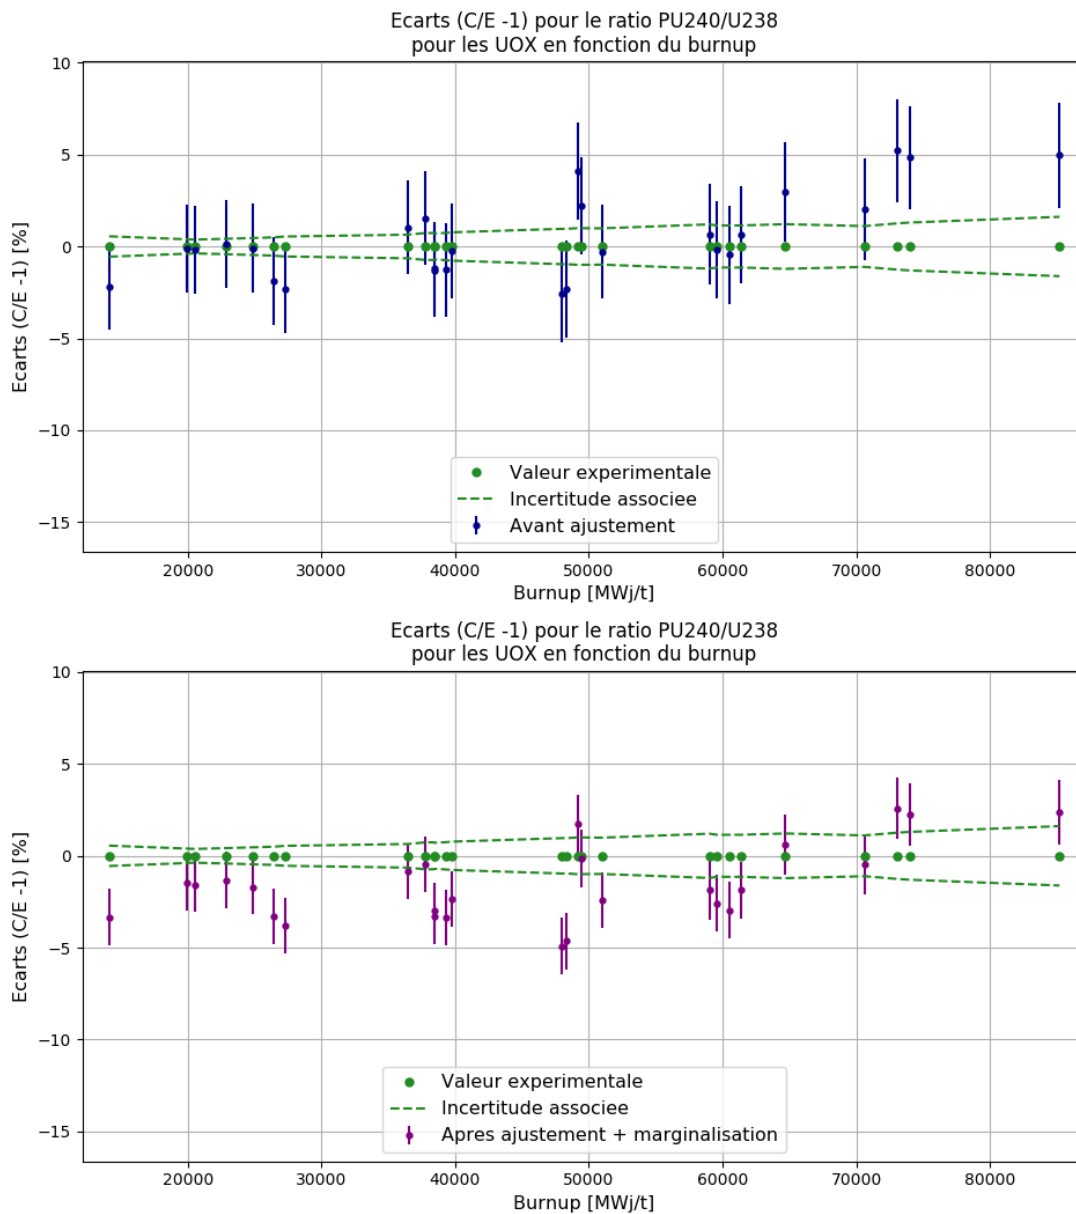 Ecarts (C/E -1) pour le ratio PU240/U238
pour les UOX en fonction du burnup
Ecarts (C/E -1) [%]
10
5
0
−5
−10
−15
Valeur experimentale
Incertitude associee
Avant ajustement
20000 30000 40000 50000 60000 70000 80000
Burnup [MWj/t]
Ecarts (C/E -1) pour le ratio PU240/U238
pour les UOX en fonction du burnup
Ecarts (C/E -1) [%]
10
5
0
−5
−10
−15
Valeur experimentale
Incertitude associee
Apres ajustement + marginalisation
20000 30000 40000 50000 60000 70000 80000
Burnup [MWj/t]